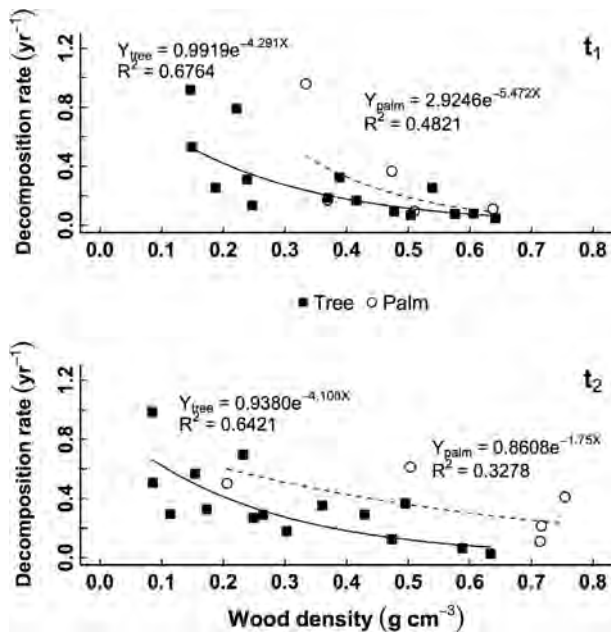 Decomposition rate (yr⁻¹)
1.2
0.8
0.4
0.0
Y_tree = 0.9919e^−4.291X
R² = 0.6764
t₁
Y_palm = 2.9246e^−5.472X
R² = 0.4821
0.0 0.1 0.2 0.3 0.4 0.5 0.6 0.7 0.8
■ Tree ○ Palm
Decomposition rate (yr⁻¹)
1.2
0.8
0.4
0.0
t₂
Y_tree = 0.9380e^−4.108X
R² = 0.6421
Y_palm = 0.8608e^−1.75X
R² = 0.3278
0.0 0.1 0.2 0.3 0.4 0.5 0.6 0.7 0.8
Wood density (g cm⁻³)